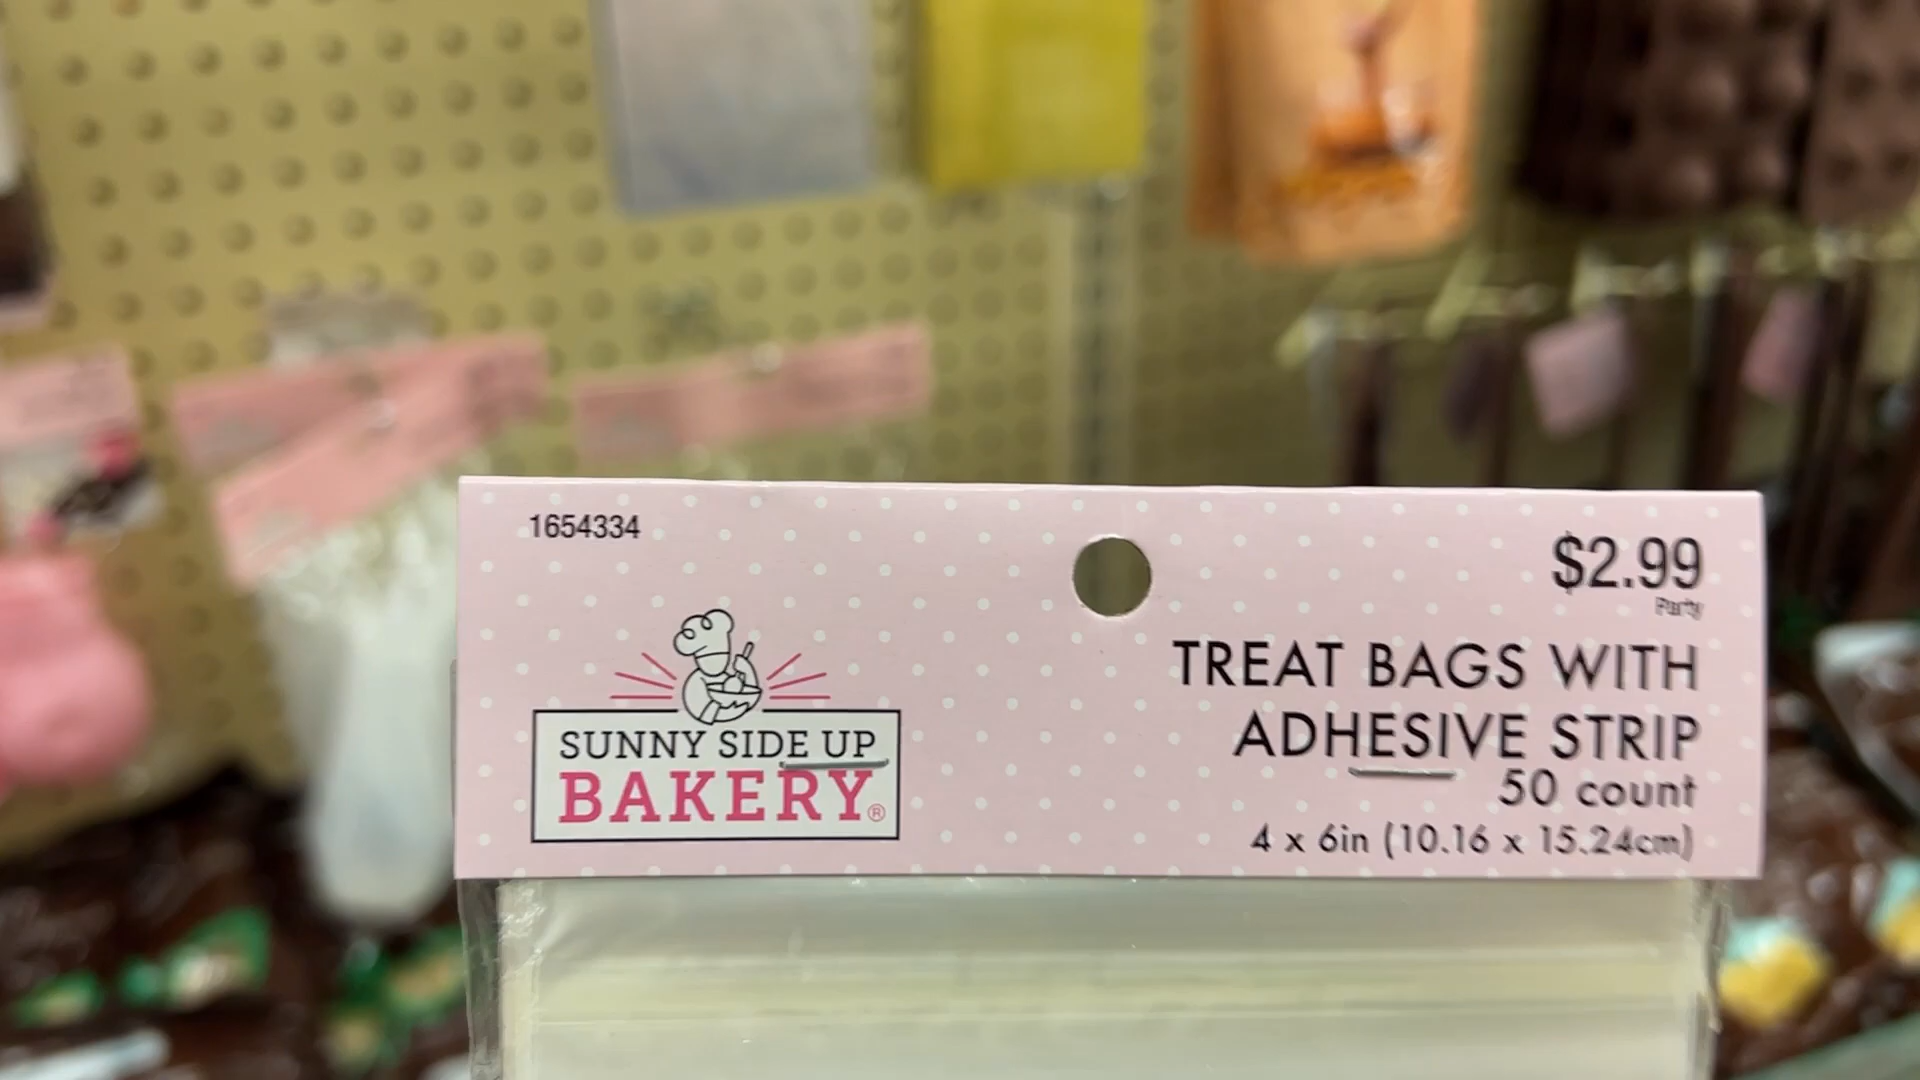 1654334
$2.99
Party
TREAT BAGS WITH
ADHESIVE STRIP
50 count
4 x 6in (10.16 x 15.24cm)
SUNNY SIDE UP
BAKERY®